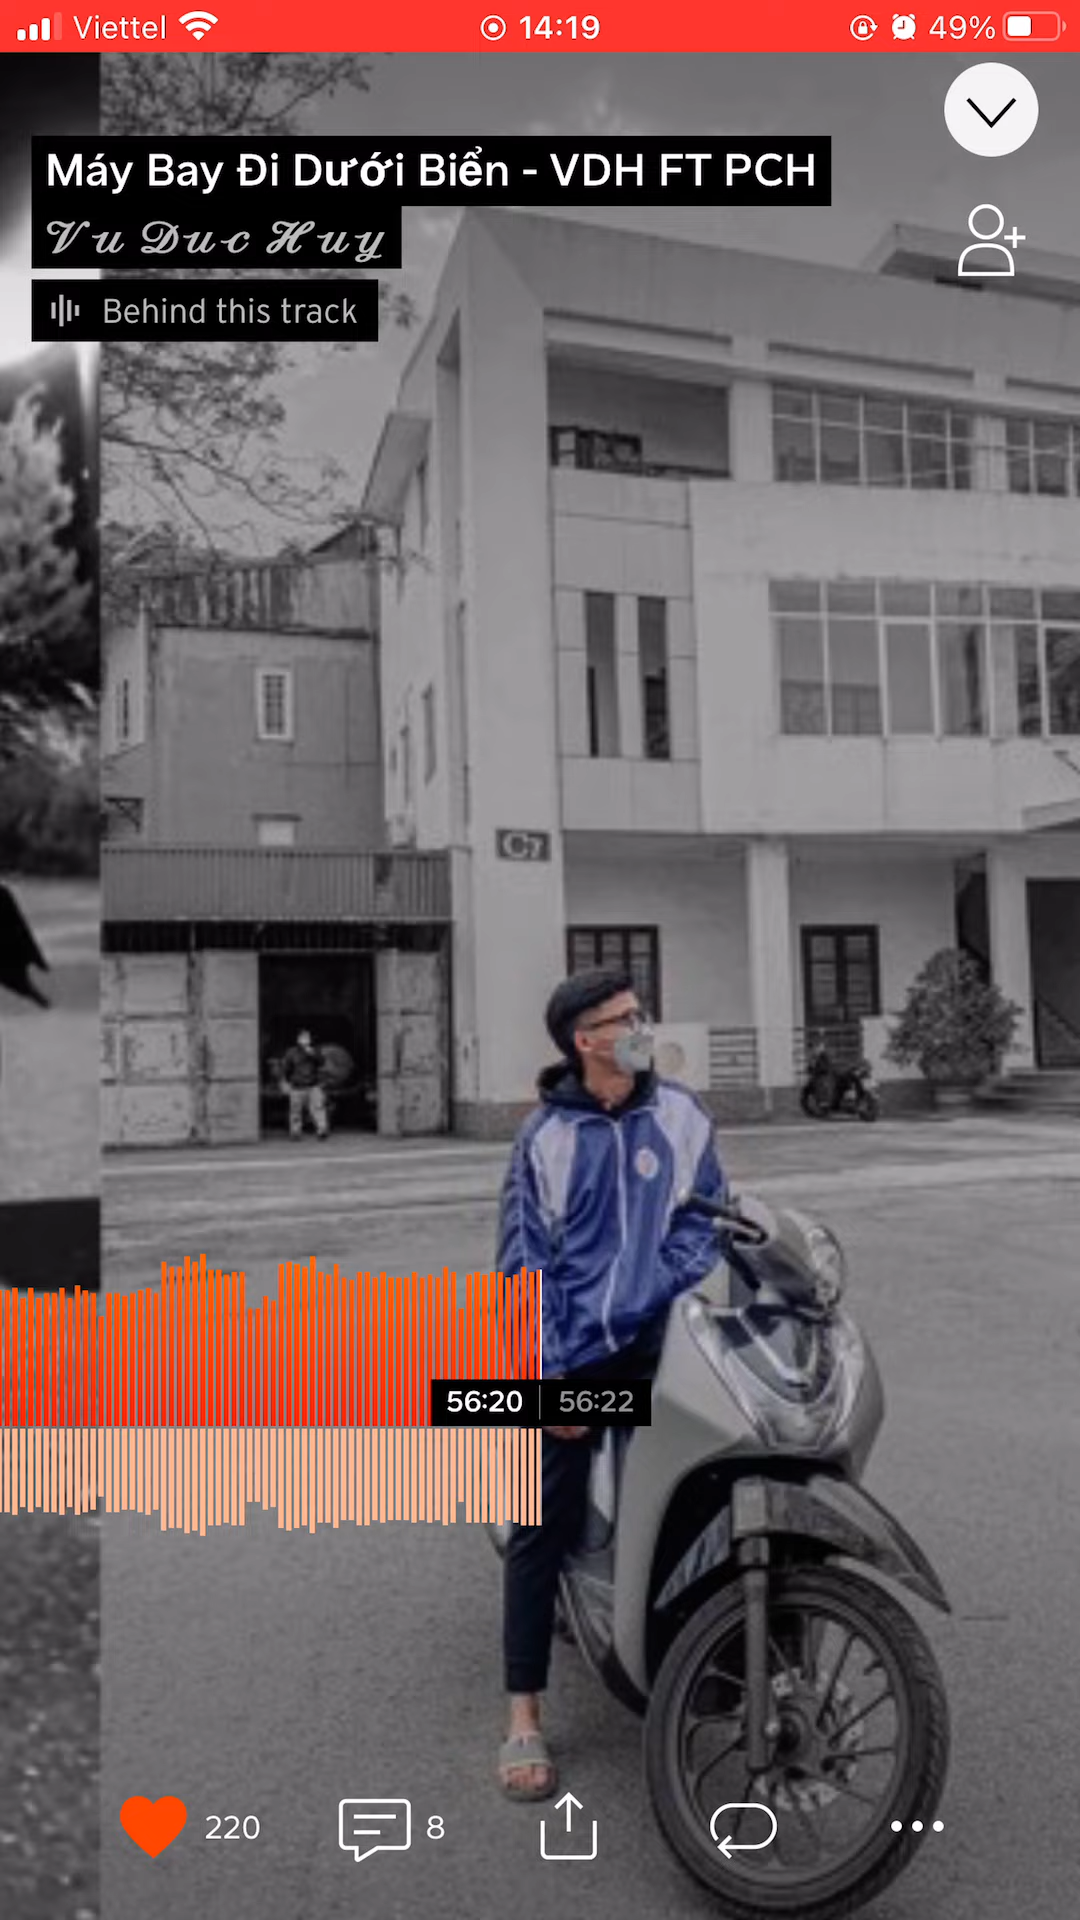 Viettel 14:19 49%
Máy Bay Đi Dưới Biển - VDH FT PCH
𝒱𝓊 𝒟𝓊𝒸 ℋ𝓊𝓎
Behind this track
C7
56:20 56:22
220 8